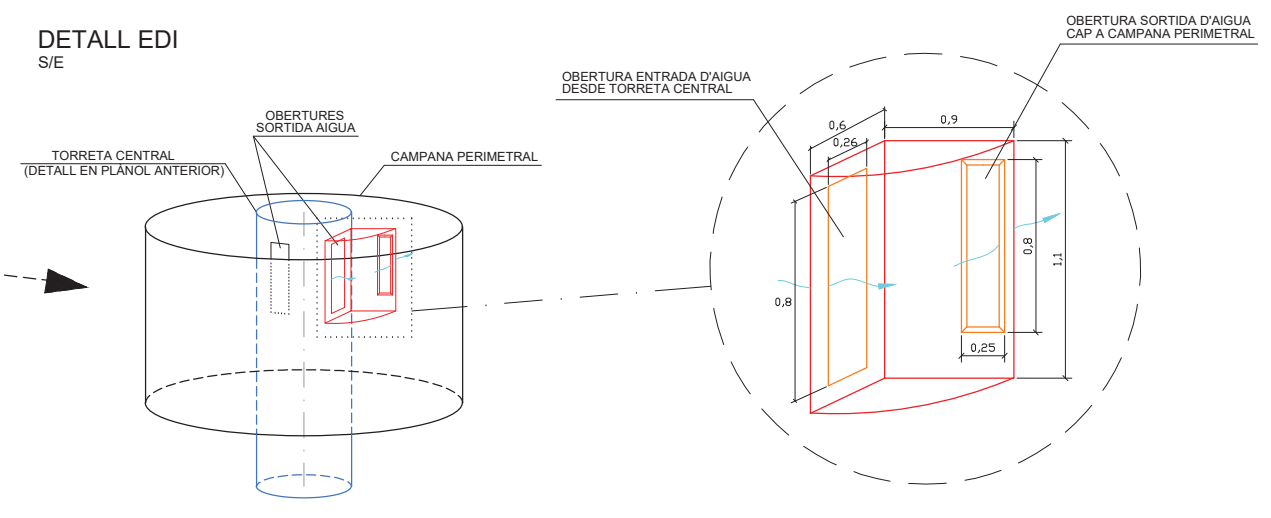 DETALL EDI
S/E
OBERTURES
SORTIDA AIGUA
TORRETA CENTRAL
(DETALL EN PLÀNOL ANTERIOR)
CAMPANA PERIMETRAL
OBERTURA ENTRADA D'AIGUA
DESDE TORRETA CENTRAL
OBERTURA SORTIDA D'AIGUA
CAP A CAMPANA PERIMETRAL
0,6
0,9
0,26
0,8
0,8
1,1
0,25